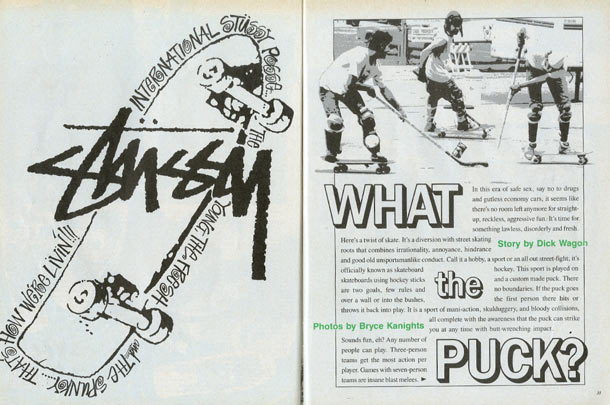 INTERNATIONAL STÜSSY POSSE... THE
STÜSSY
YOUNG, THE FRESH
AND THE SPUNKY... THAT'S HOW WE'RE LIVIN'!!!
WHAT
In this era of safe sex, say no to drugs
and gutless economy cars, it seems like
there's no room left anymore for straight-
up, reckless, aggressive fun. It's time for
something lawless, disorderly and fresh.
Here's a twist of skate. It's a diversion with street skating
roots that combines irrationality, annoyance, hindrance
and good old unsportsmanlike conduct. Call it a hobby, a sport or an all out street-fight; it's
Story by Dick Wagon
officially known as skateboard hockey. This sport is played on
skateboards using hockey sticks and a custom made puck. There
are two goals, few rules and no boundaries. If the puck goes
over a wall or into the bushes, the first person there hits or
throws it back into play. It is a sport of mass-action, skulduggery, and bloody collisions,
the
all complete with the awareness that the puck can strike
you at any time with butt-wrenching impact.
Photos by Bryce Kanights
Sounds fun, eh? Any number of
people can play. Three-person
teams get the most action per
player. Games with seven-person
teams are insane blast melees. ►
PUCK?